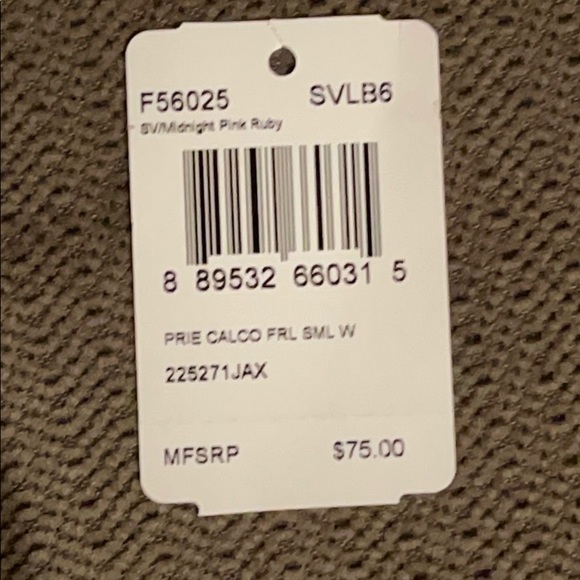 F56025 SVLB6
SV/Midnight Pink Ruby
8 89532 66031 5
PRIE CALCO FRL SML W
225271JAX
MFSRP $75.00